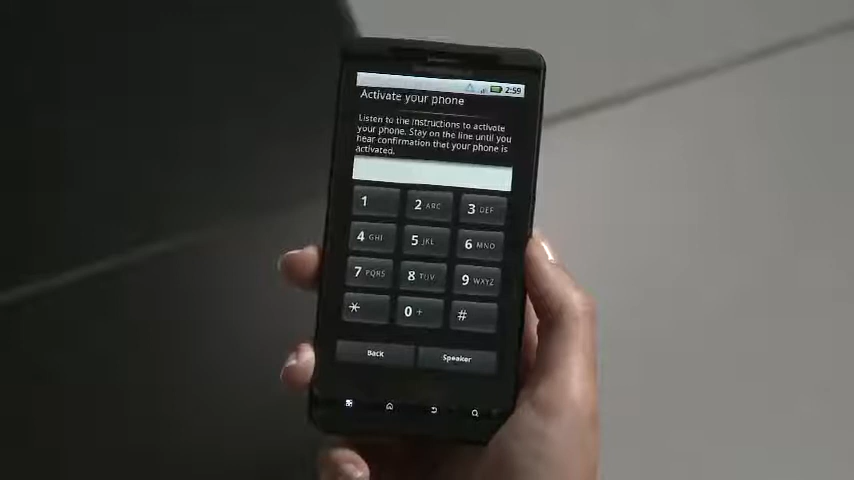 2:59
Activate your phone
Listen to the instructions to activate
your phone. Stay on the line until you
hear confirmation that your phone is
activated.
1
2 ABC
3 DEF
4 GHI
5 JKL
6 MNO
7 PQRS
8 TUV
9 WXYZ
*
0 +
#
Back
Speaker